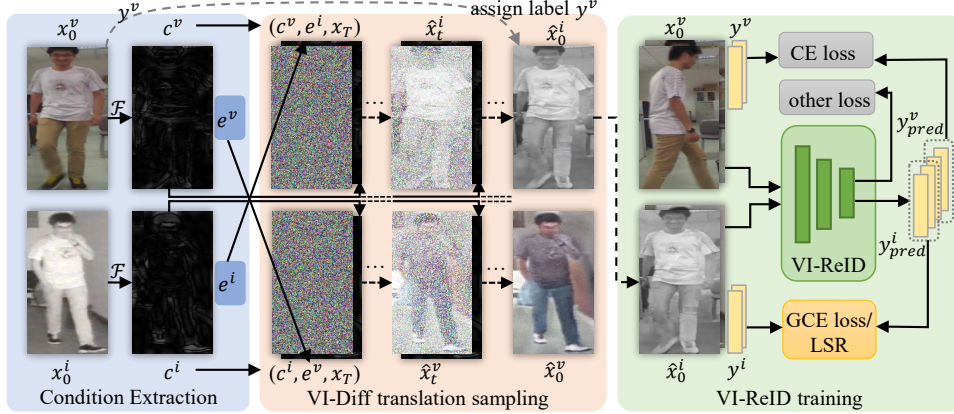 y^v
assign label y^v
x_0^v
c^v
(c^v, e^i, x_T)
x̂_t^i
x̂_0^i
ℱ
e^v
...
...
ℱ
e^i
...
...
x_0^i
c^i
(c^i, e^v, x_T)
x̂_t^v
x̂_0^v
Condition Extraction
VI-Diff translation sampling
x_0^v
y^v
CE loss
other loss
y_pred^v
VI-ReID
y_pred^i
GCE loss/
LSR
x̂_0^i
y^i
VI-ReID training